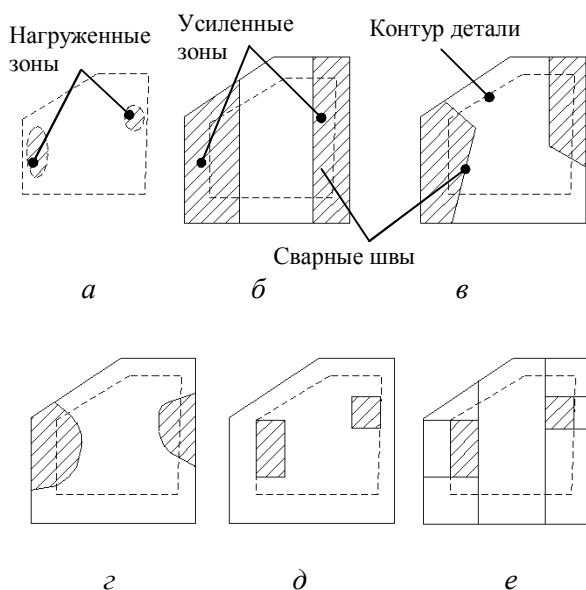 Нагруженные
зоны
Усиленные
зоны
Контур детали
Сварные швы
а
б
в
г
д
е